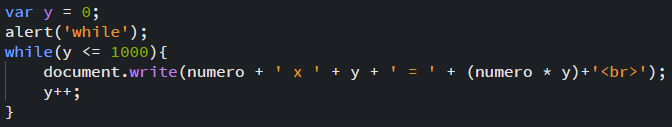 var y = 0;
alert('while');
while(y <= 1000){
    document.write(numero + ' x ' + y + ' = ' + (numero * y)+'<br>');
    y++;
}